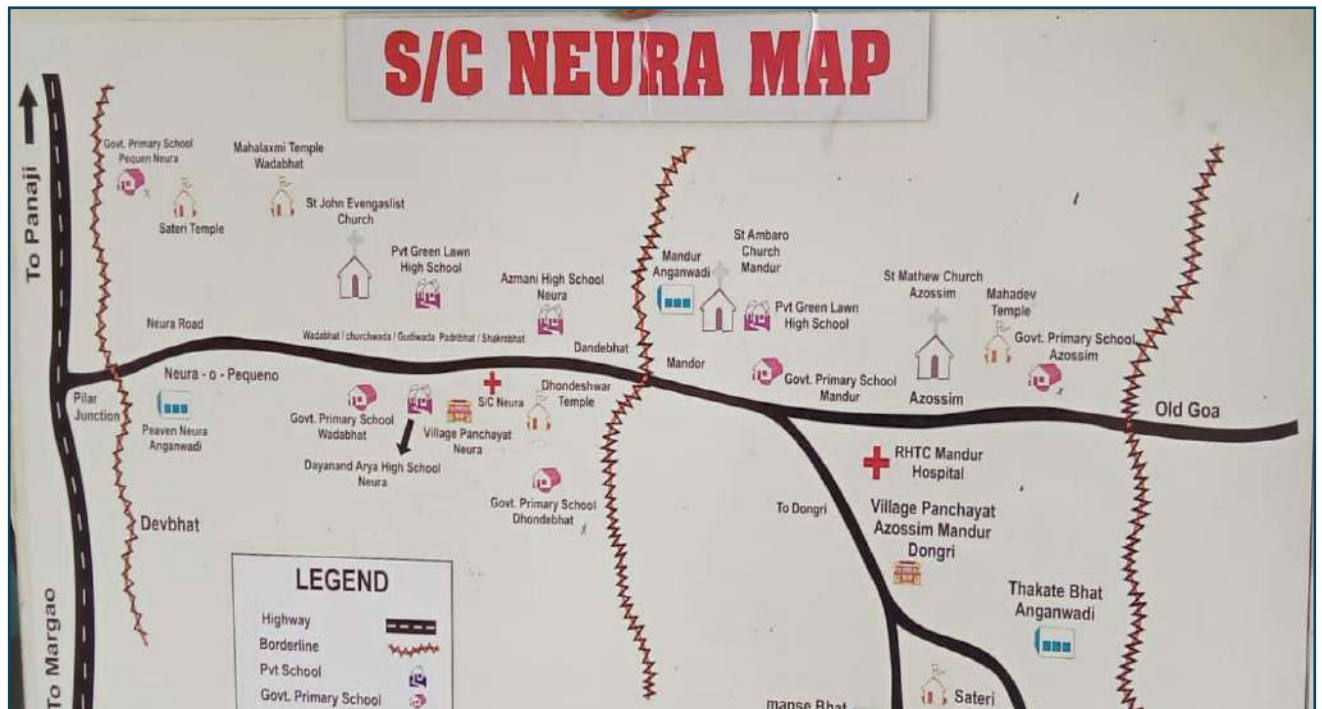 S/C NEURA MAP
To Panaji
Govt. Primary School
Pequen Neura
Sateri Temple
Mahalaxmi Temple
Wadabhat
St John Evengaslist
Church
Pvt Green Lawn
High School
Azmani High School
Neura
Mandur
Anganwadi
St Ambaro
Church
Mandur
Pvt Green Lawn
High School
St Mathew Church
Azossim
Mahadev
Temple
Govt. Primary School
Azossim
Neura Road
Wadabhat / churchwada / Gudiwada Padribhat / Shakrebhat
Dandebhat
Mandor
Govt. Primary School
Mandur
Azossim
Old Goa
Pilar
Junction
Neura - o - Pequeno
Peaven Neura
Anganwadi
Govt. Primary School
Wadabhat
Dayanand Arya High School
Neura
Village Panchayat
Neura
S/C Neura
Dhondeshwar
Temple
Govt. Primary School
Dhondebhat
Devbhat
RHTC Mandur
Hospital
To Dongri
Village Panchayat
Azossim Mandur
Dongri
Thakate Bhat
Anganwadi
Sateri
manse Bhat
To Margao
LEGEND
Highway
Borderline
Pvt School
Govt. Primary School